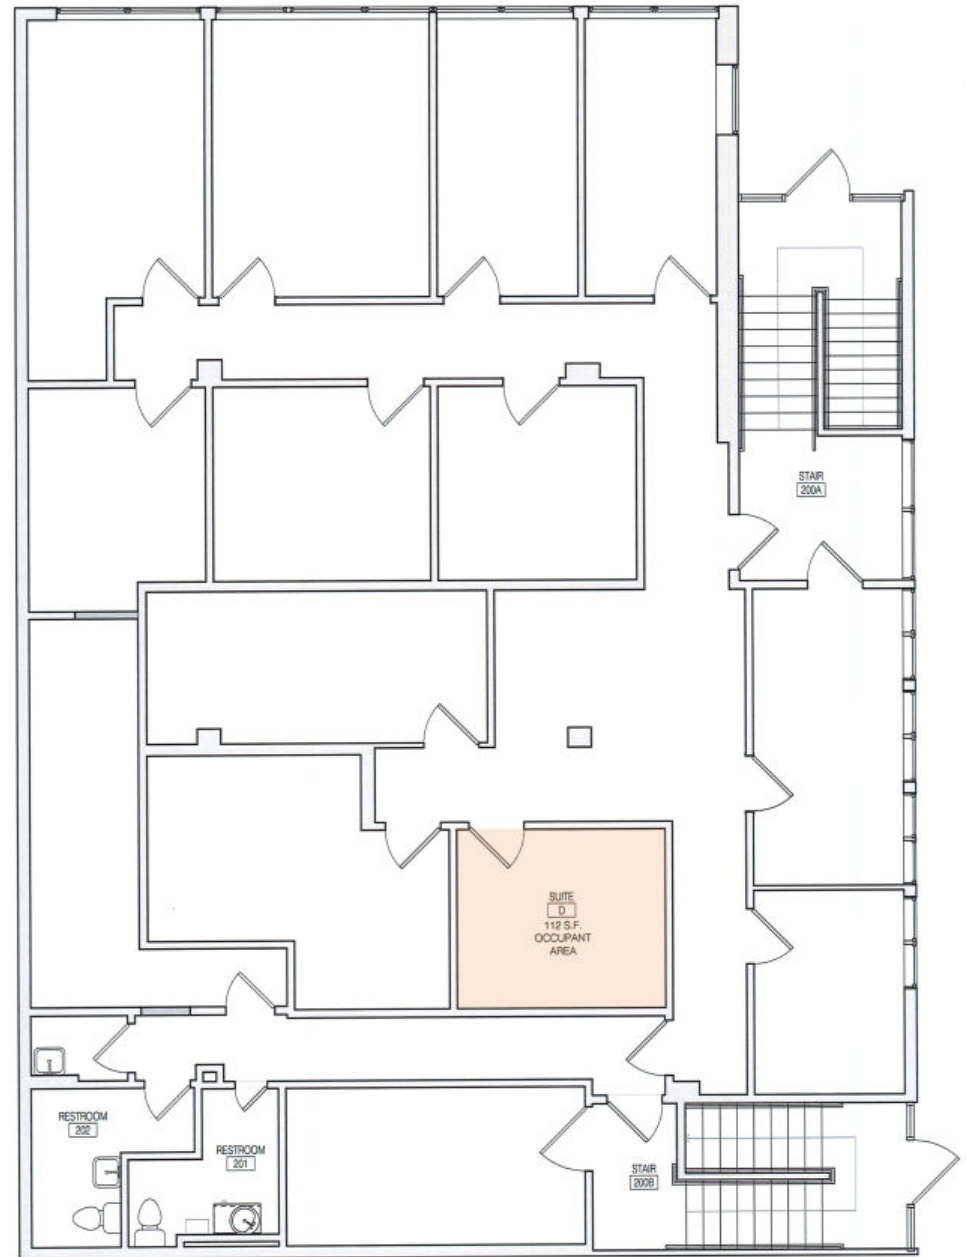 STAIR
200A
SUITE
D
112 S.F.
OCCUPANT
AREA
RESTROOM
202
RESTROOM
201
STAIR
200B